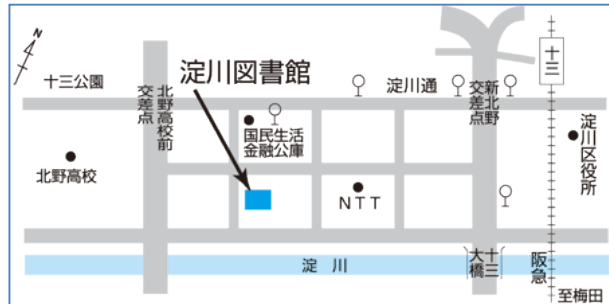 N
十三公園
淀川図書館
北野高校前
交差点
国民生活
金融公庫
淀川通
新北野
交差点
十三
淀川区役所
北野高校
NTT
淀川
十三
大橋
阪急
至梅田